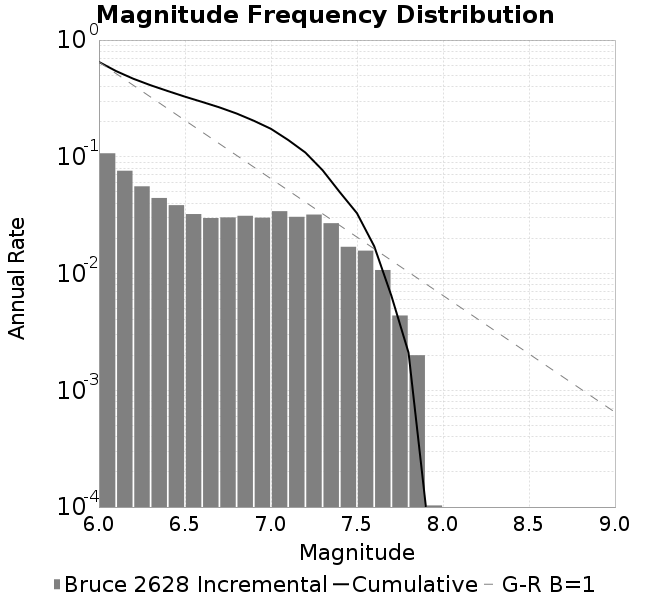 Magnitude Frequency Distribution
Annual Rate
10^0
10^-1
10^-2
10^-3
10^-4
6.0 6.5 7.0 7.5 8.0 8.5 9.0
Magnitude
Bruce 2628 Incremental Cumulative G-R B=1